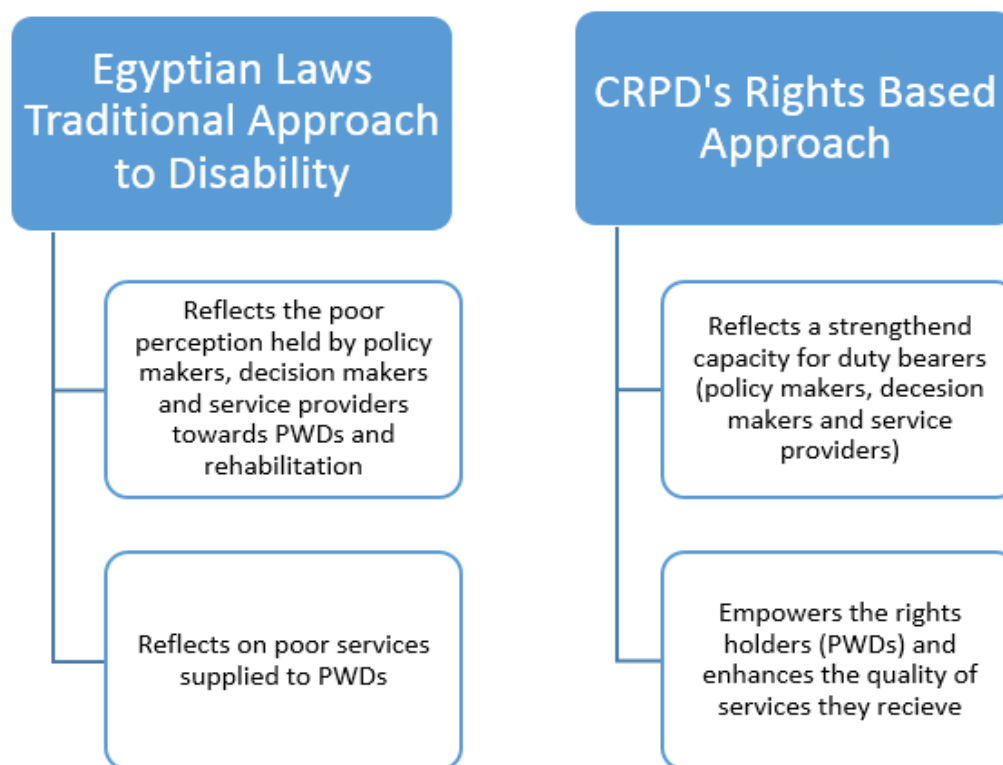 Egyptian Laws
Traditional Approach
to Disability
Reflects the poor
perception held by policy
makers, decision makers
and service providers
towards PWDs and
rehabilitation
Reflects on poor services
supplied to PWDs
CRPD's Rights Based
Approach
Reflects a strengthend
capacity for duty bearers
(policy makers, decesion
makers and service
providers)
Empowers the rights
holders (PWDs) and
enhances the quality of
services they recieve